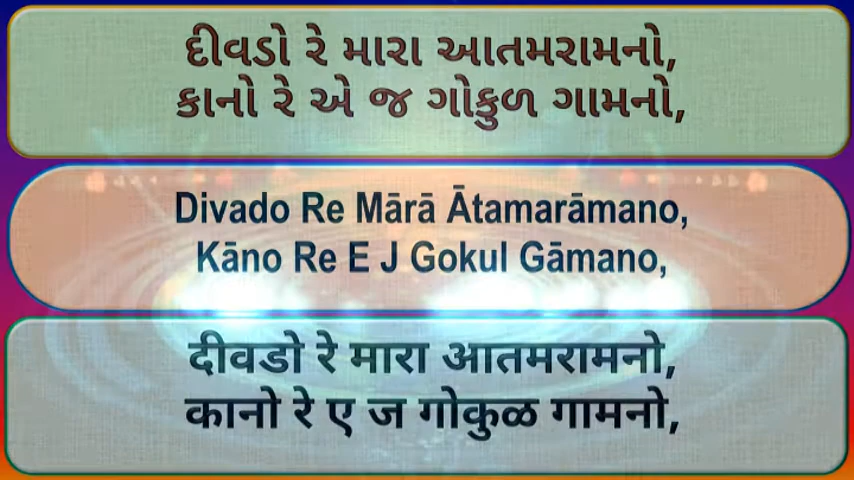 દીવડો રે મારા આતમરામનો,
કાનો રે એ જ ગોકુળ ગામનો,
Divado Re Mārā Ātamarāmano,
Kāno Re E J Gokul Gāmano,
दीवडो रे मारा आतमरामनो,
कानो रे ए ज गोकुळ गामनो,